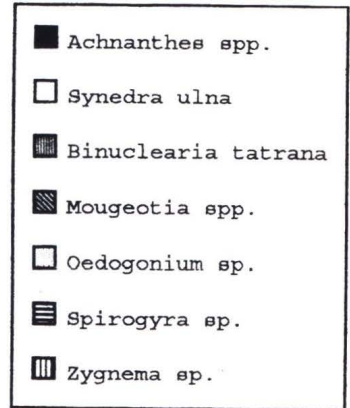 Achnanthes spp.
Synedra ulna
Binuclearia tatrana
Mougeotia spp.
Oedogonium sp.
Spirogyra sp.
Zygnema sp.